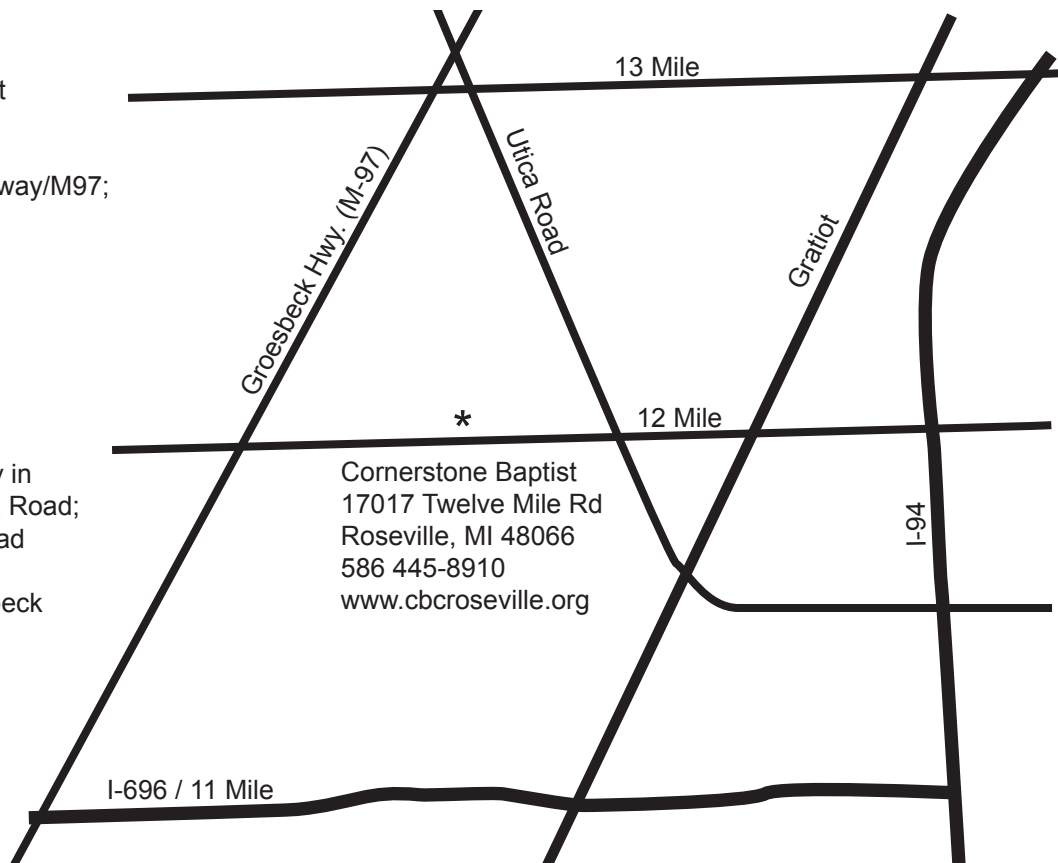 13 Mile
t
way/M97;
Utica Road
Groesbeck Hwy. (M-97)
Gratiot
*
12 Mile
y in
Road;
ad
eck
Cornerstone Baptist
17017 Twelve Mile Rd
Roseville, MI 48066
586 445-8910
www.cbcroseville.org
I-94
I-696 / 11 Mile